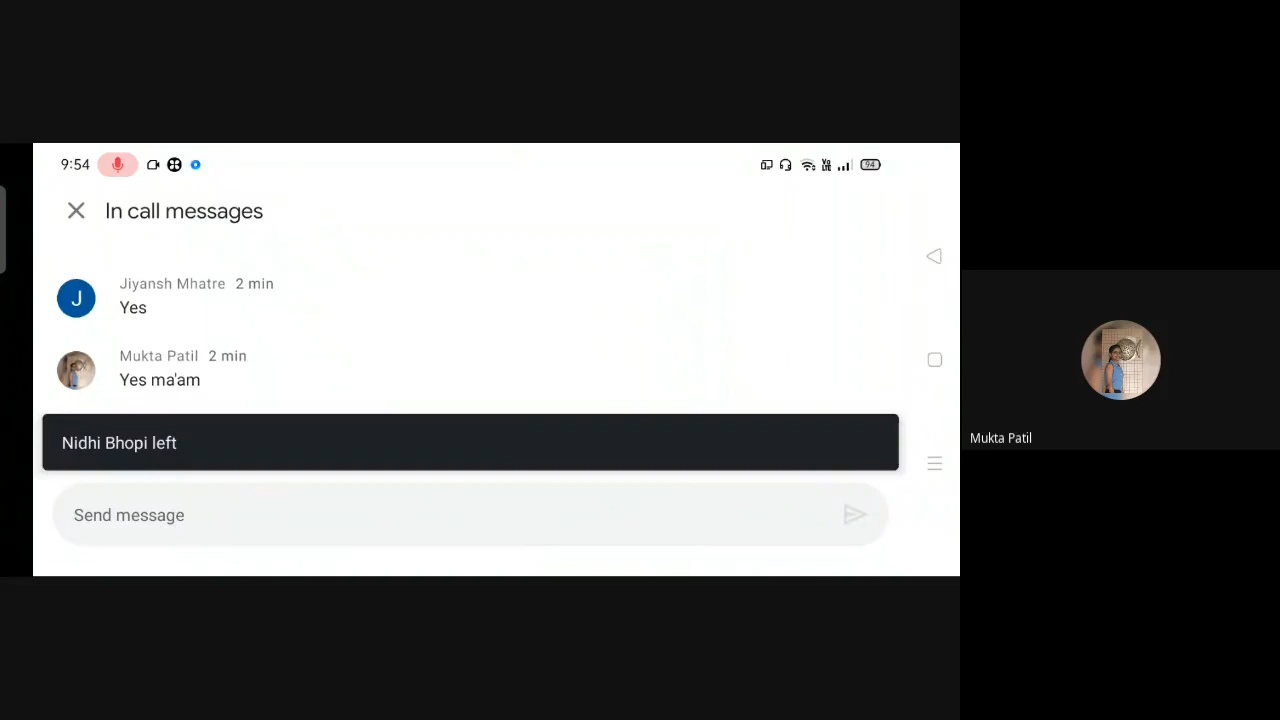 9:54
94
In call messages
Jiyansh Mhatre 2 min
Yes
J
Mukta Patil 2 min
Yes ma'am
Nidhi Bhopi left
Send message
Mukta Patil